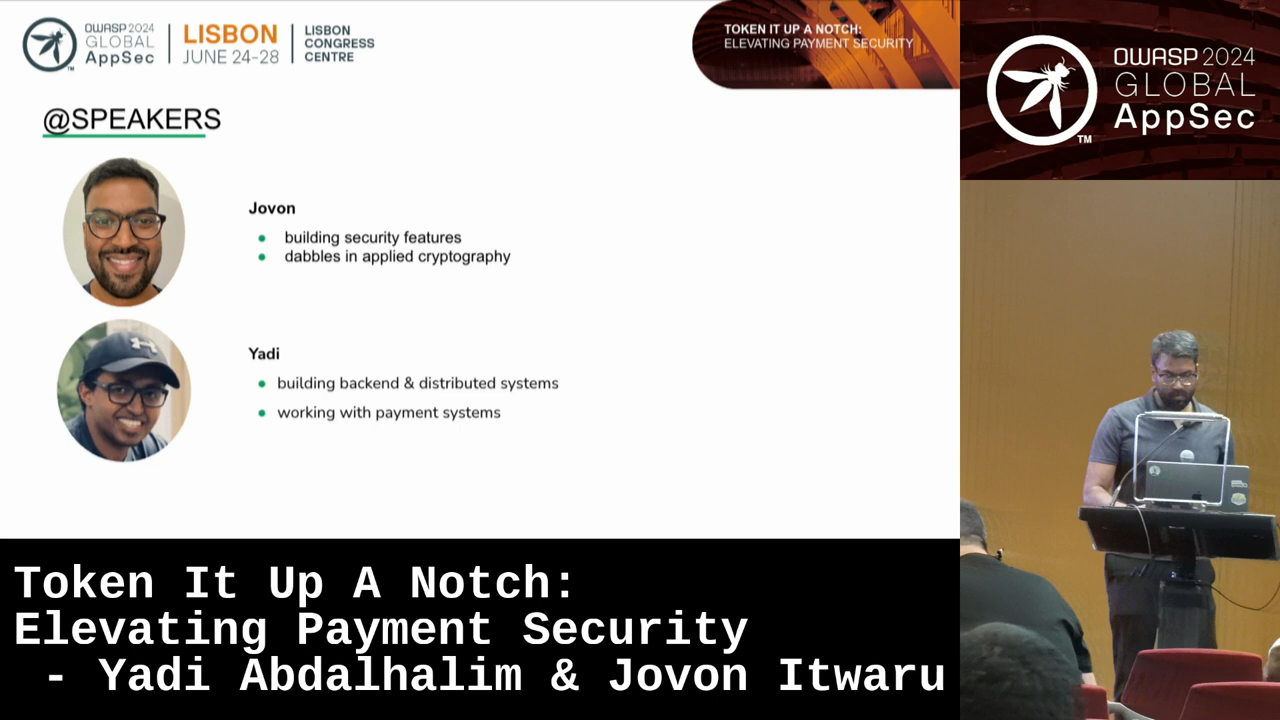 OWASP 2024
GLOBAL
AppSec
TM
LISBON
JUNE 24-28
LISBON
CONGRESS
CENTRE
TOKEN IT UP A NOTCH:
ELEVATING PAYMENT SECURITY
@SPEAKERS
Jovon
building security features
dabbles in applied cryptography
Yadi
building backend & distributed systems
working with payment systems
OWASP 2024
GLOBAL
AppSec
TM
Token It Up A Notch:
Elevating Payment Security
- Yadi Abdalhalim & Jovon Itwaru